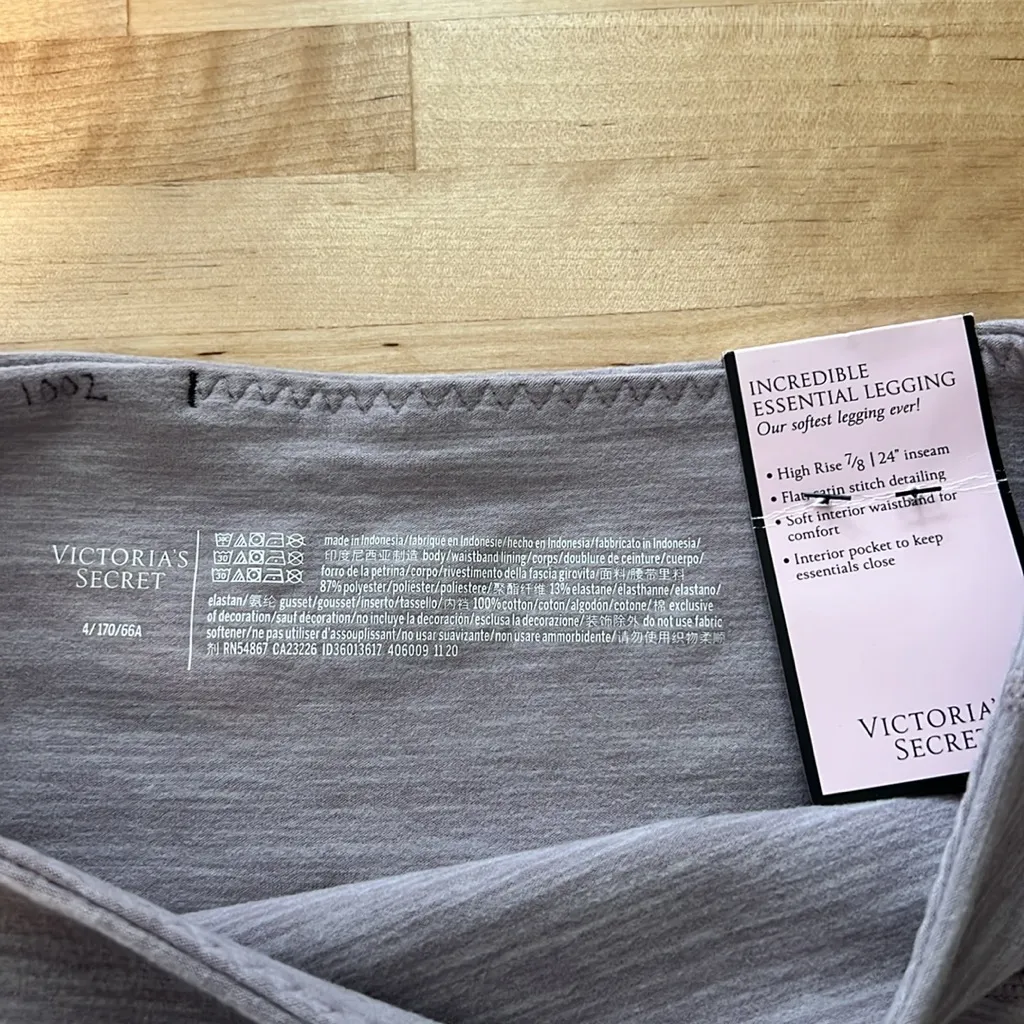 1002
VICTORIA'S
SECRET
4/170/66A
made in Indonesia/fabriqué en Indonésie/hecho en Indonesia/fabbricato in Indonesia/
印度尼西亚制造 body/waistband lining/corps/doublure de ceinture/cuerpo/
forro de la petrina/corpo/rivestimento della fascia girovita/面料/腰带里料
87% polyester/poliester/poliestere/聚酯纤维 13% elastane/elasthanne/elastano/
elastan/氨纶 gusset/gousset/inserto/tassello/内裆 100% cotton/coton/algodón/cotone/棉 exclusive
of decoration/sauf décoration/no incluye la decoración/esclusa la decorazione/装饰除外 do not use fabric
softener/ne pas utiliser d'assouplissant/no usar suavizante/non usare ammorbidente/请勿使用织物柔顺
剂 RN54867 CA23226 ID36013617 406009 11 20
INCREDIBLE
ESSENTIAL LEGGING
Our softest legging ever!
• High Rise 7/8 | 24" inseam
• Flat satin stitch detailing
• Soft interior waistband for
comfort
• Interior pocket to keep
essentials close
VICTORIA'
SECRET